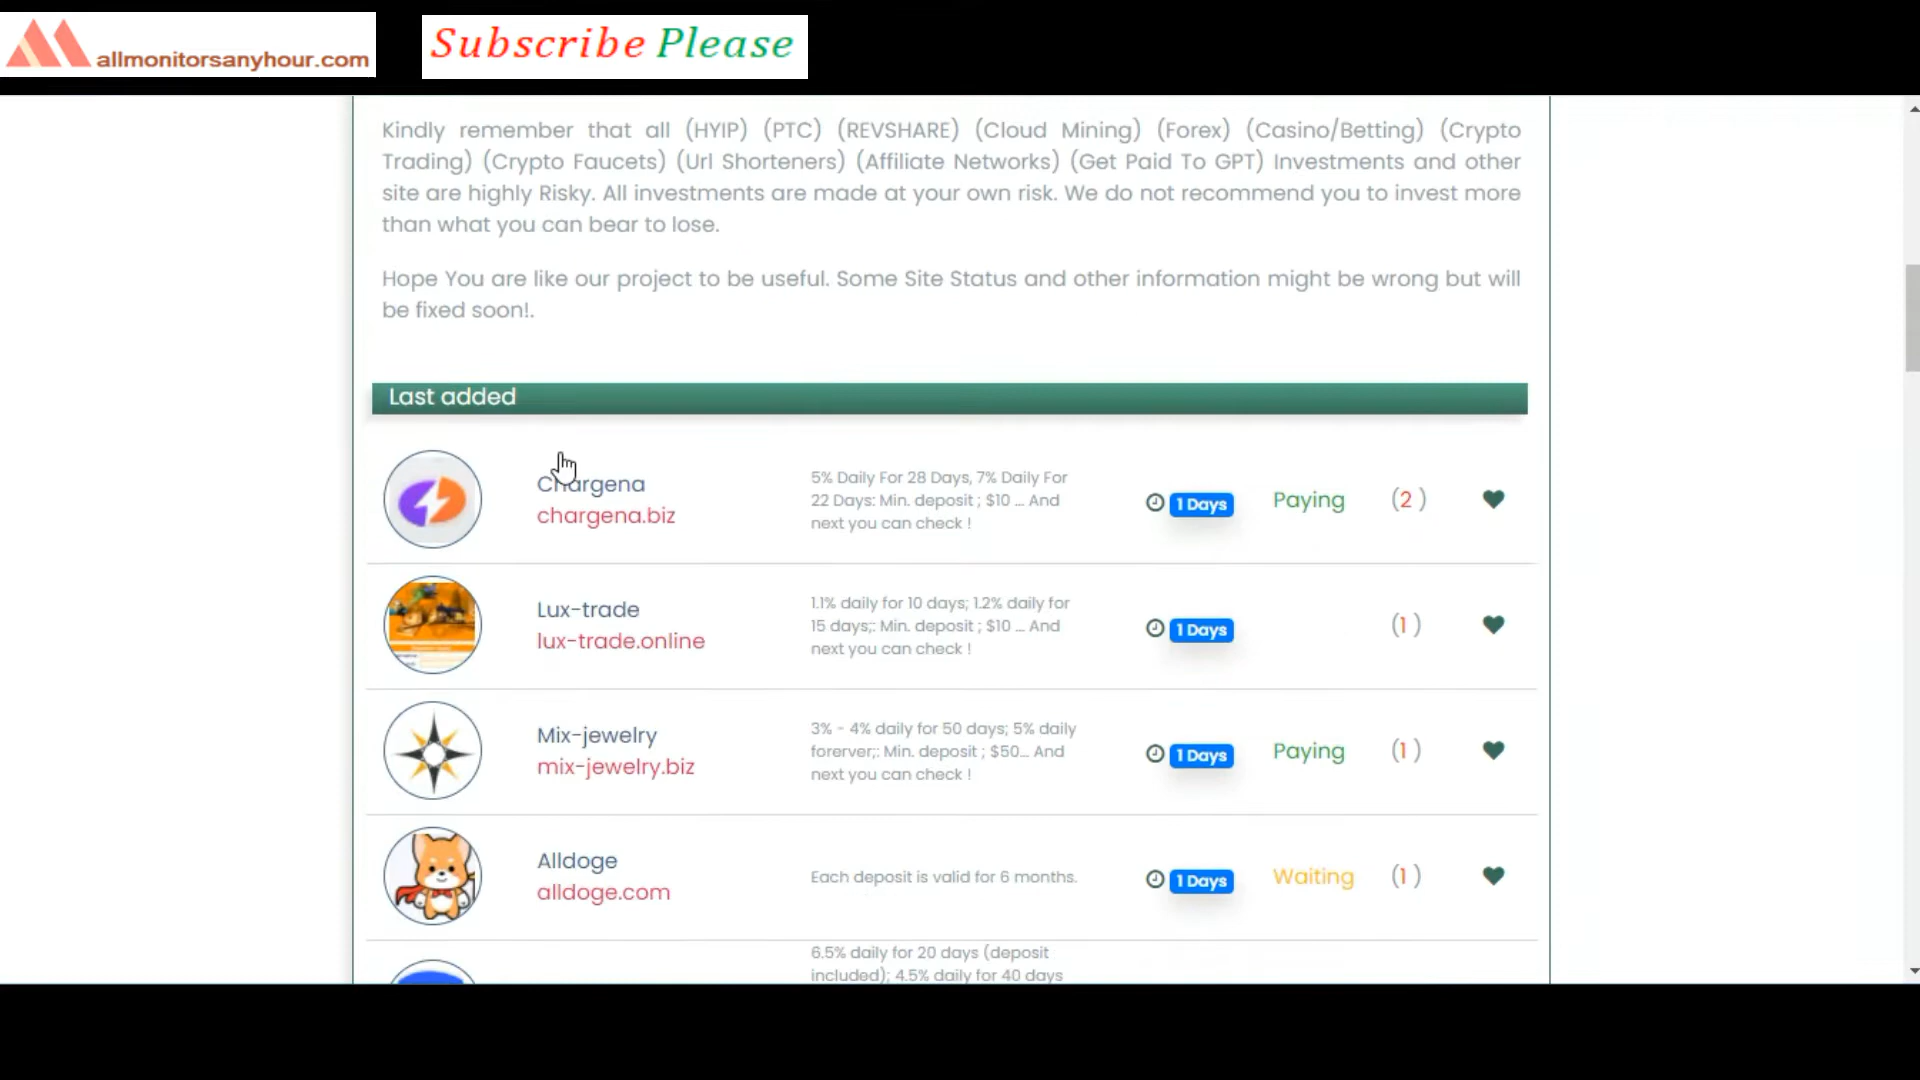 allmonitorsanyhour.com
Subscribe Please
Kindly remember that all (HYIP) (PTC) (REVSHARE) (Cloud Mining) (Forex) (Casino/Betting) (Crypto
Trading) (Crypto Faucets) (Url Shorteners) (Affiliate Networks) (Get Paid To GPT) Investments and other
site are highly Risky. All investments are made at your own risk. We do not recommend you to invest more
than what you can bear to lose.
Hope You are like our project to be useful. Some Site Status and other information might be wrong but will
be fixed soon!.
Last added
Chargena
chargena.biz
5% Daily For 28 Days, 7% Daily For
22 Days: Min. deposit ; $10 ... And
next you can check !
1 Days
Paying
(2 )
Lux-trade
lux-trade.online
1.1% daily for 10 days; 1.2% daily for
15 days;: Min. deposit ; $10 ... And
next you can check !
1 Days
(1 )
Mix-jewelry
mix-jewelry.biz
3% - 4% daily for 50 days; 5% daily
forerver;: Min. deposit ; $50... And
next you can check !
1 Days
Paying
(1 )
Alldoge
alldoge.com
Each deposit is valid for 6 months.
1 Days
Waiting
(1 )
6.5% daily for 20 days (deposit
included); 4.5% daily for 40 days